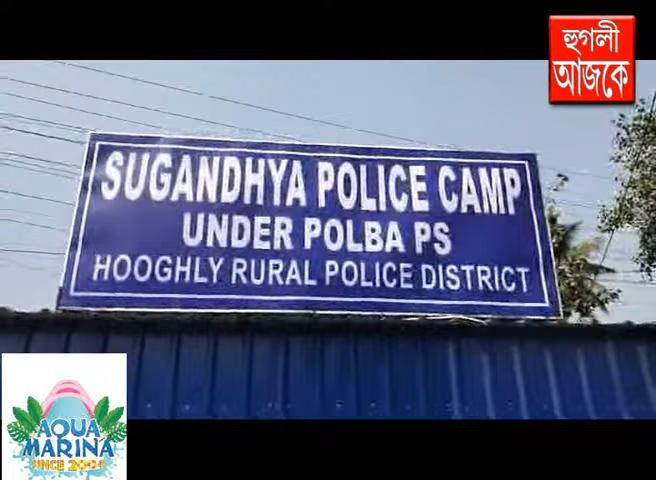 হুগলী
আজকে
SUGANDHYA POLICE CAMP
UNDER POLBA PS
HOOGHLY RURAL POLICE DISTRICT
AQUA
MARINA
SINCE 2004